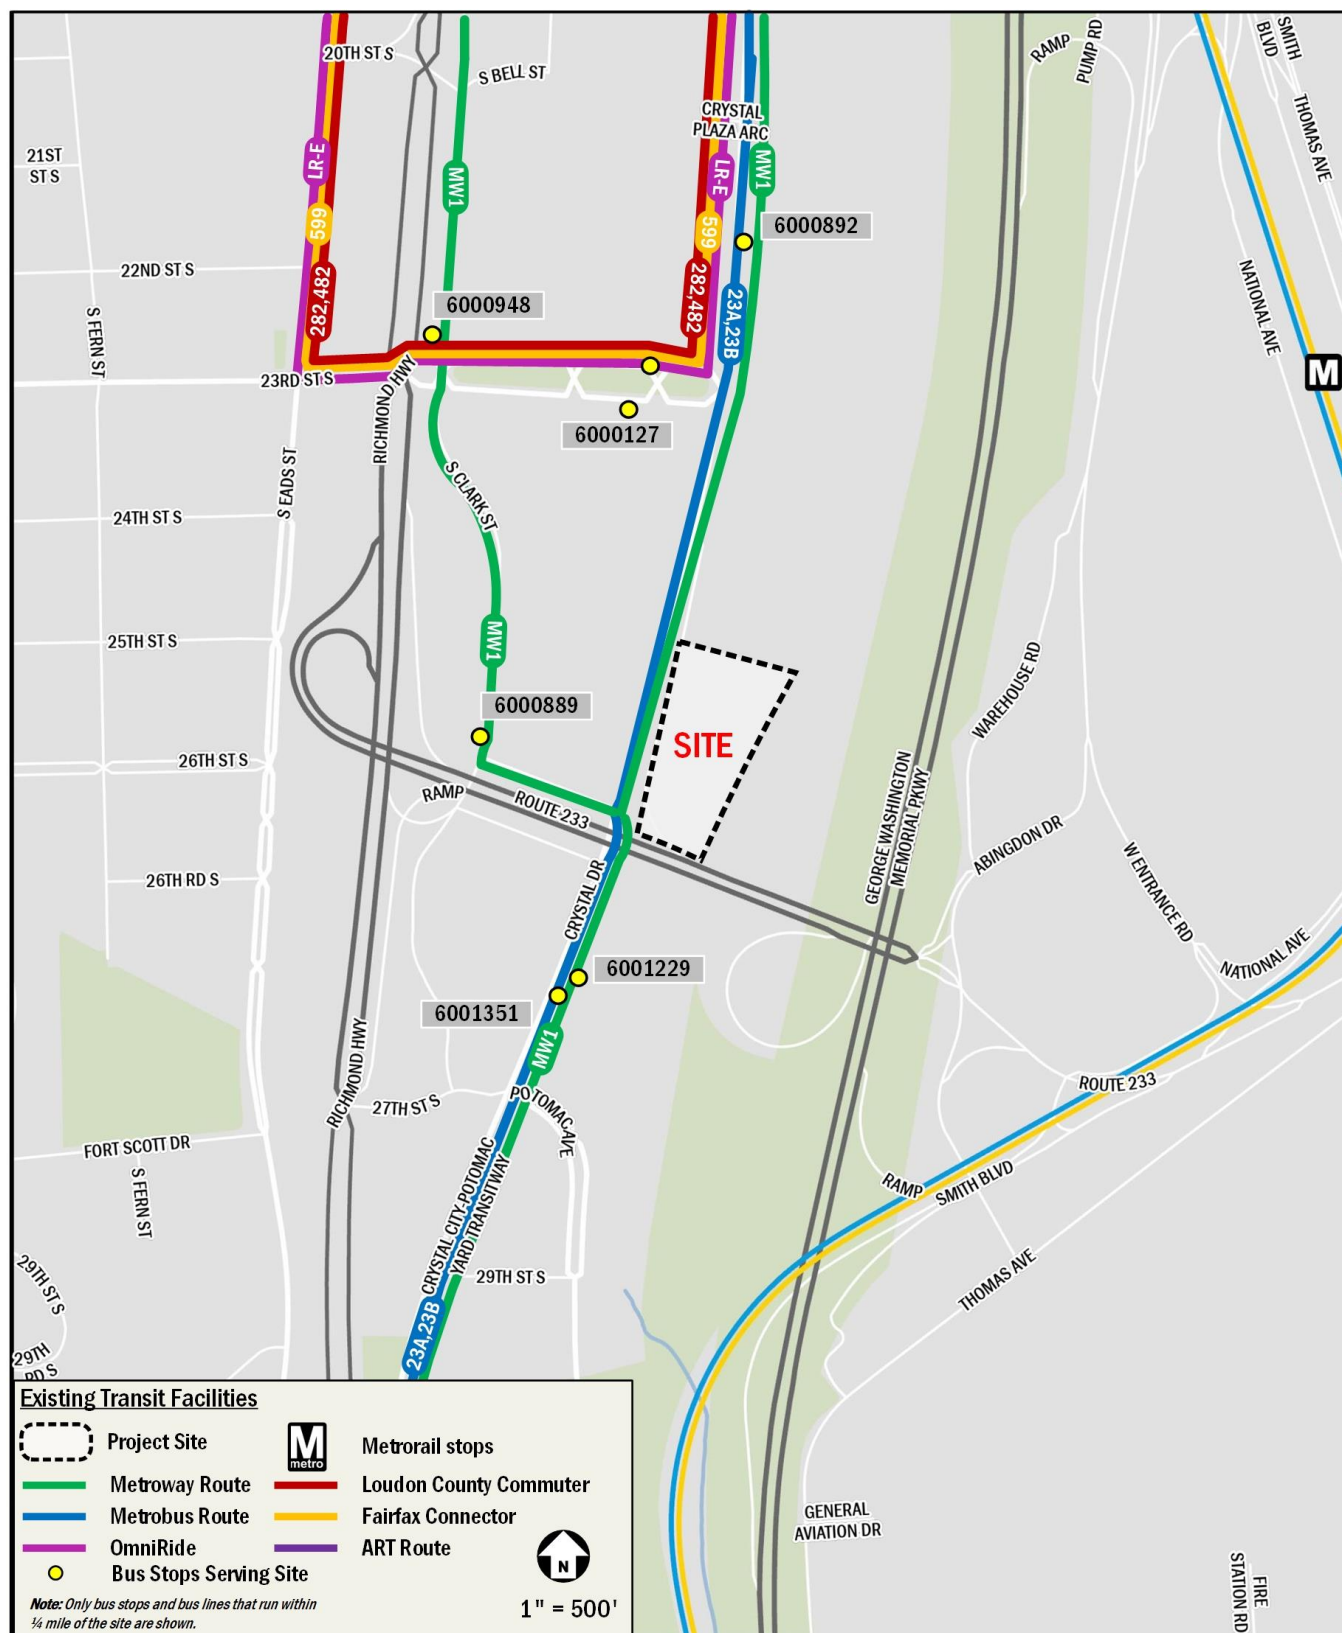 20TH ST S
S BELL ST
RAMP
PUMP RD
SMITH
BLVD
THOMAS AVE
CRYSTAL
PLAZA ARC
21ST
ST S
LR-E
MW1
LR-E
MW1
599
599
6000892
22ND ST S
282,482
282,482
23A,23B
NATIONAL AVE
6000948
S FERN ST
M
23RD ST S
RICHMOND HWY
6000127
S EADS ST
S CLARK ST
24TH ST S
25TH ST S
MW1
WAREHOUSE RD
6000889
SITE
26TH ST S
RAMP
ROUTE 233
GEORGE WASHINGTON
MEMORIAL PKWY
ABINGDON DR
W ENTRANCE RD
26TH RD S
CRYSTAL DR
NATIONAL AVE
6001229
6001351
MW1
RICHMOND HWY
27TH ST S
POTOMAC AVE
ROUTE 233
FORT SCOTT DR
S FERN ST
CRYSTAL CITY-POTOMAC
YARD TRANSITWAY
RAMP
SMITH BLVD
29TH ST S
29TH ST S
THOMAS AVE
23A,23B
29TH
RD S
Existing Transit Facilities
Project Site
M
metro
Metrorail stops
Metroway Route
Loudon County Commuter
Metrobus Route
Fairfax Connector
OmniRide
ART Route
Bus Stops Serving Site
N
1" = 500'
Note: Only bus stops and bus lines that run within
¼ mile of the site are shown.
GENERAL
AVIATION DR
FIRE
STATION RD